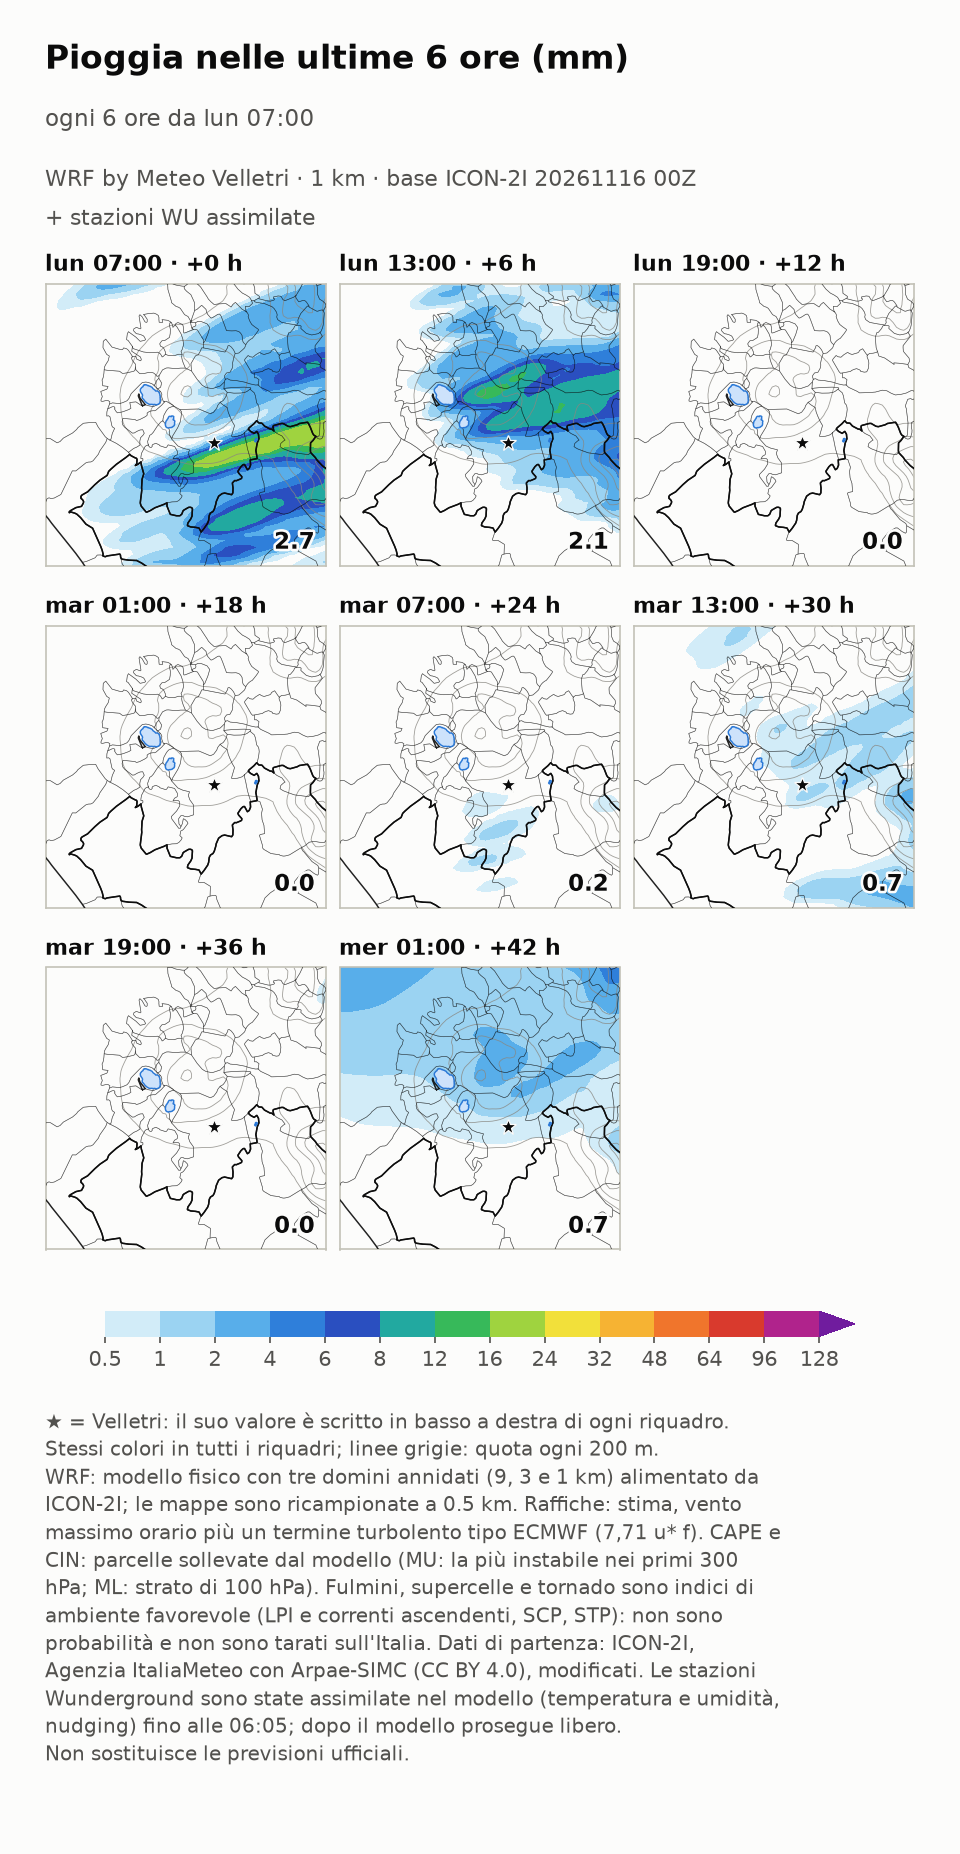 Pioggia nelle ultime 6 ore (mm)
ogni 6 ore da lun 07:00
WRF by Meteo Velletri · 1 km · base ICON-2I 20261116 00Z
+ stazioni WU assimilate
lun 07:00 · +0 h
lun 13:00 · +6 h
lun 19:00 · +12 h
2.7
2.1
0.0
mar 01:00 · +18 h
mar 07:00 · +24 h
mar 13:00 · +30 h
0.0
0.2
0.7
mar 19:00 · +36 h
mer 01:00 · +42 h
0.0
0.7
0.5 1 2 4 6 8 12 16 24 32 48 64 96 128
★ = Velletri: il suo valore è scritto in basso a destra di ogni riquadro.
Stessi colori in tutti i riquadri; linee grigie: quota ogni 200 m.
WRF: modello fisico con tre domini annidati (9, 3 e 1 km) alimentato da
ICON-2I; le mappe sono ricampionate a 0.5 km. Raffiche: stima, vento
massimo orario più un termine turbolento tipo ECMWF (7,71 u* f). CAPE e
CIN: parcelle sollevate dal modello (MU: la più instabile nei primi 300
hPa; ML: strato di 100 hPa). Fulmini, supercelle e tornado sono indici di
ambiente favorevole (LPI e correnti ascendenti, SCP, STP): non sono
probabilità e non sono tarati sull'Italia. Dati di partenza: ICON-2I,
Agenzia ItaliaMeteo con Arpae-SIMC (CC BY 4.0), modificati. Le stazioni
Wunderground sono state assimilate nel modello (temperatura e umidità,
nudging) fino alle 06:05; dopo il modello prosegue libero.
Non sostituisce le previsioni ufficiali.